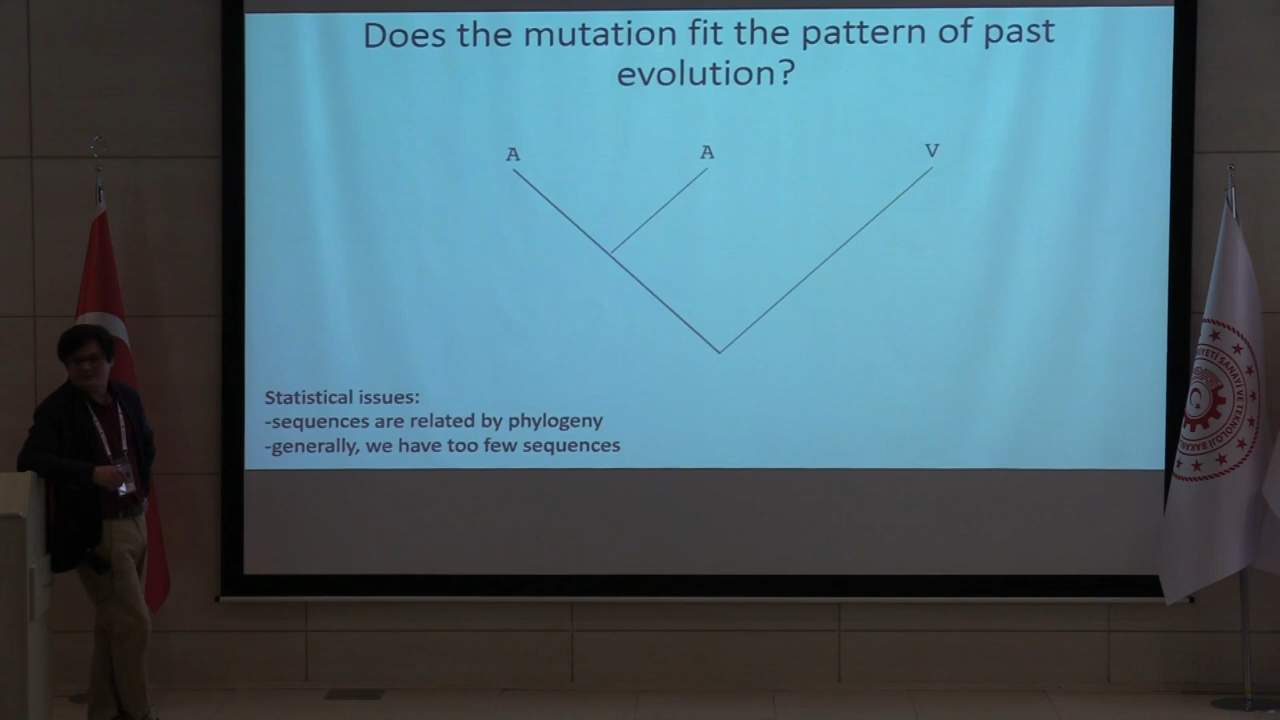 Does the mutation fit the pattern of past
evolution?
A A V
Statistical issues:
-sequences are related by phylogeny
-generally, we have too few sequences